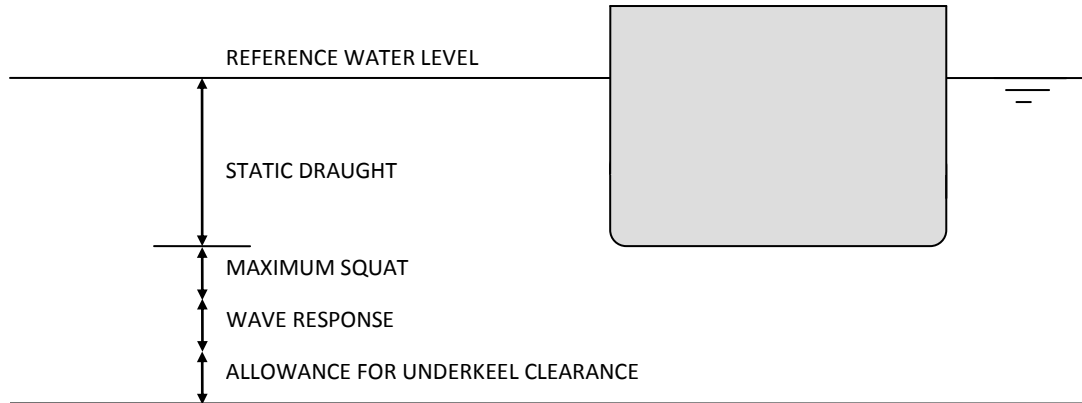 REFERENCE WATER LEVEL
STATIC DRAUGHT
MAXIMUM SQUAT
WAVE RESPONSE
ALLOWANCE FOR UNDERKEEL CLEARANCE